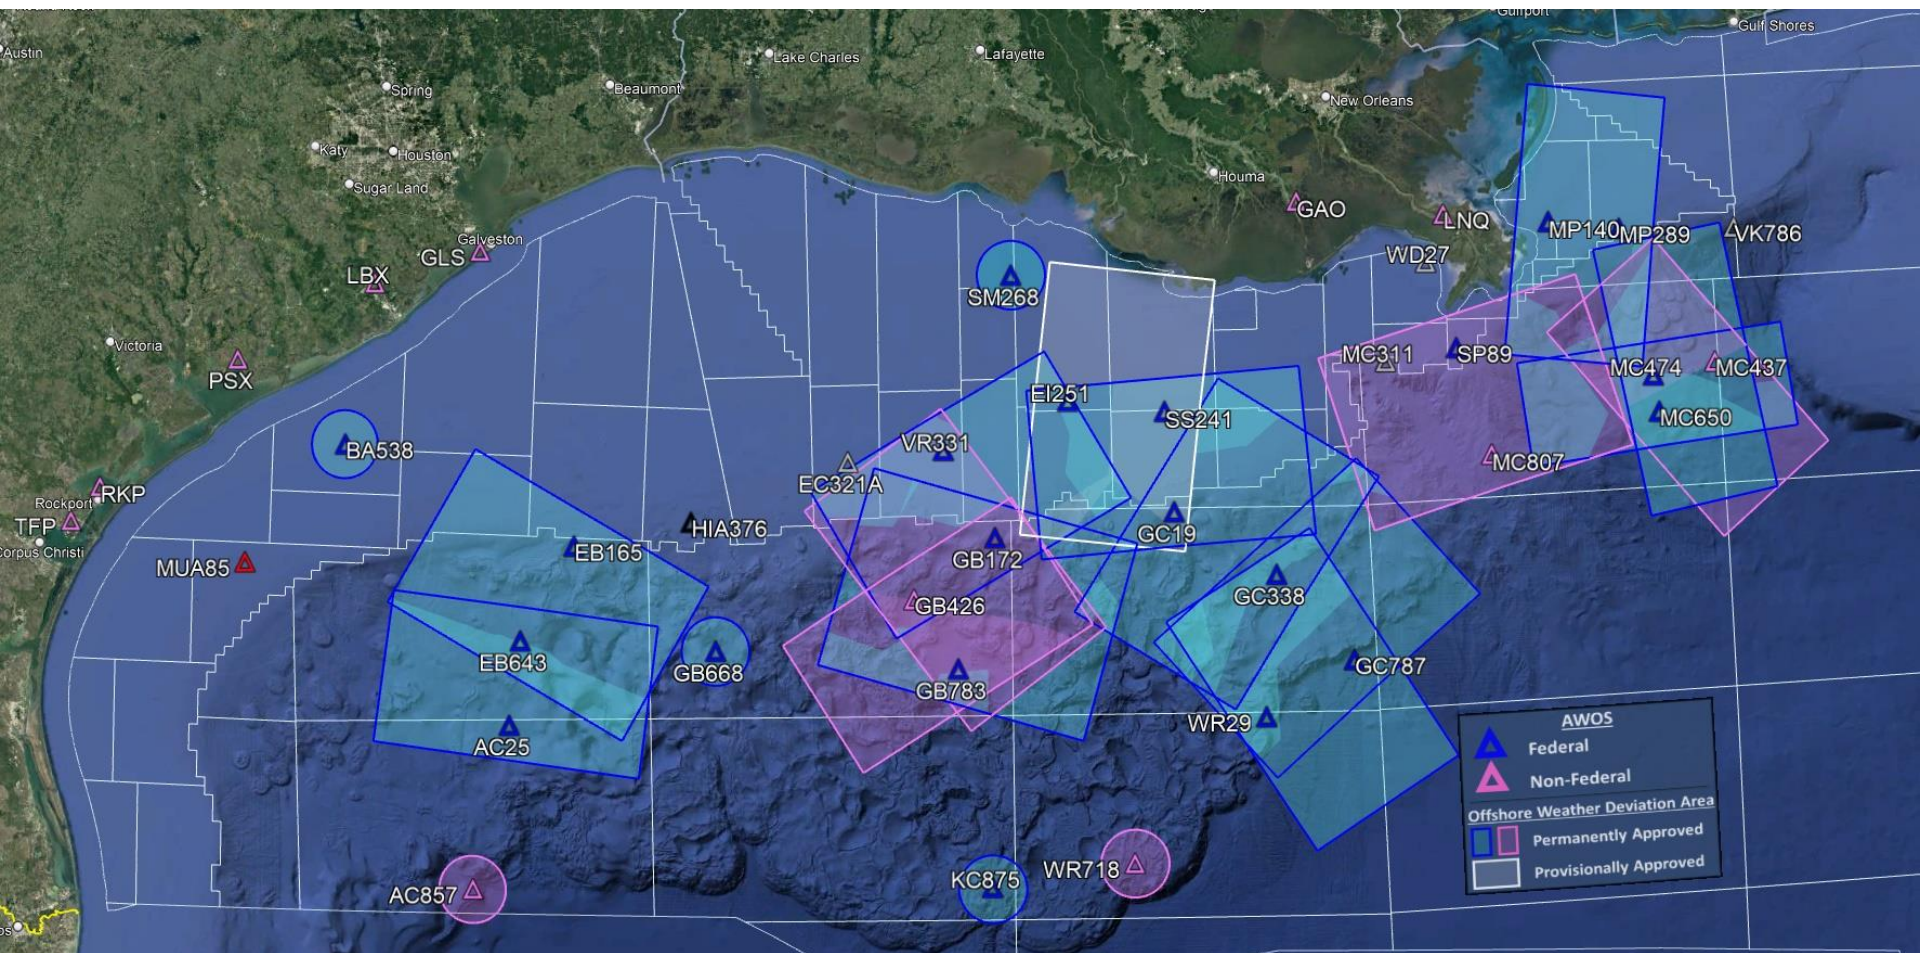 Gulfport
Gulf Shores
Austin
Lake Charles
Lafayette
Spring
Beaumont
New Orleans
Katy
Houston
Sugar Land
Houma
GAO
LNQ
Galveston
GLS
MP140
MP289
VK786
WD27
LBX
SM268
Victoria
PSX
MC311
SP89
MC474
MC437
EI251
SS241
MC650
VR331
BA538
EC321A
MC807
RKP
Rockport
TFP
HIA376
GC19
Corpus Christi
EB165
GB172
MUA85
GC338
GB426
EB643
GB668
GC787
GB783
WR29
AC25
AWOS
Federal
Non-Federal
Offshore Weather Deviation Area
Permanently Approved
Provisionally Approved
WR718
KC875
AC857